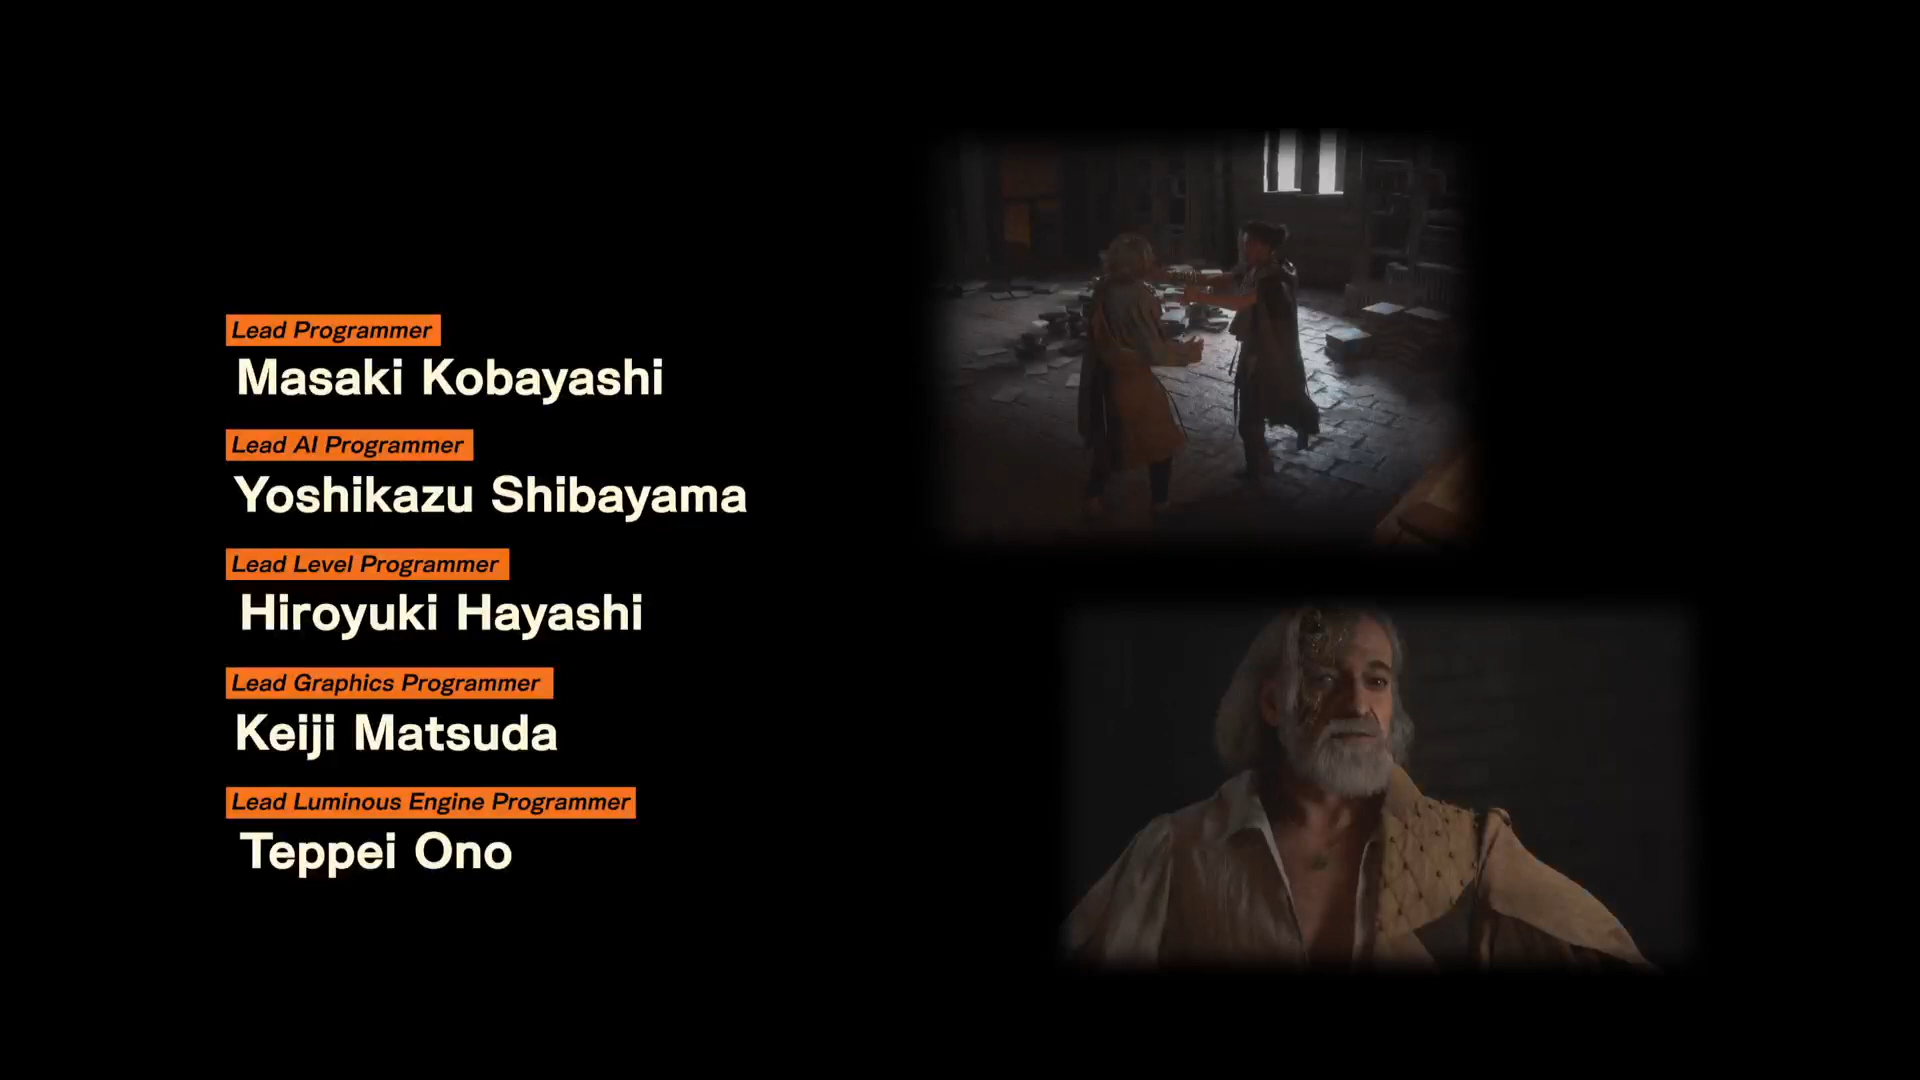 Lead Programmer
Masaki Kobayashi
Lead AI Programmer
Yoshikazu Shibayama
Lead Level Programmer
Hiroyuki Hayashi
Lead Graphics Programmer
Keiji Matsuda
Lead Luminous Engine Programmer
Teppei Ono